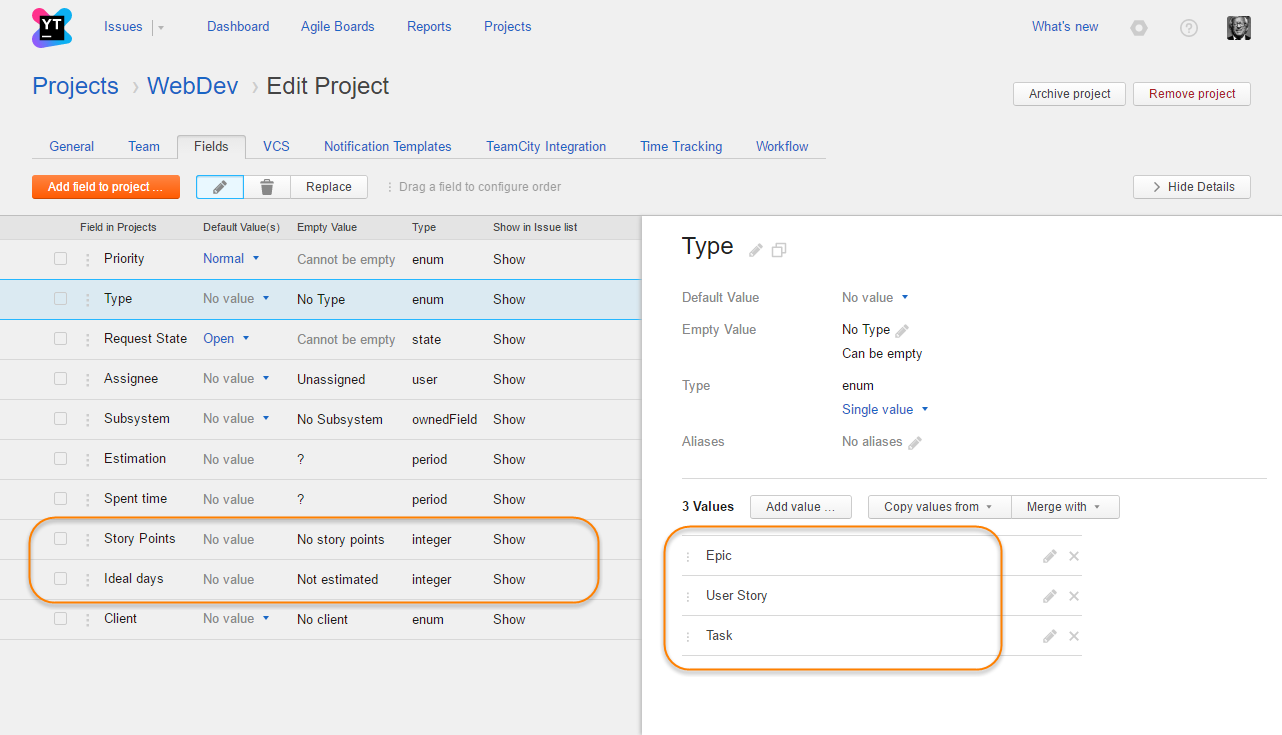 YT
Issues Dashboard Agile Boards Reports Projects What's new
Projects › WebDev › Edit Project
Archive project Remove project
General Team Fields VCS Notification Templates TeamCity Integration Time Tracking Workflow
Add field to project ... Replace Drag a field to configure order Hide Details
Field in Projects Default Value(s) Empty Value Type Show in Issue list
Priority Normal Cannot be empty enum Show
Type No value No Type enum Show
Request State Open Cannot be empty state Show
Assignee No value Unassigned user Show
Subsystem No value No Subsystem ownedField Show
Estimation No value ? period Show
Spent time No value ? period Show
Story Points No value No story points integer Show
Ideal days No value Not estimated integer Show
Client No value No client enum Show
Type
Default Value No value
Empty Value No Type
Can be empty
Type enum
Single value
Aliases No aliases
3 Values Add value ... Copy values from Merge with
Epic
User Story
Task